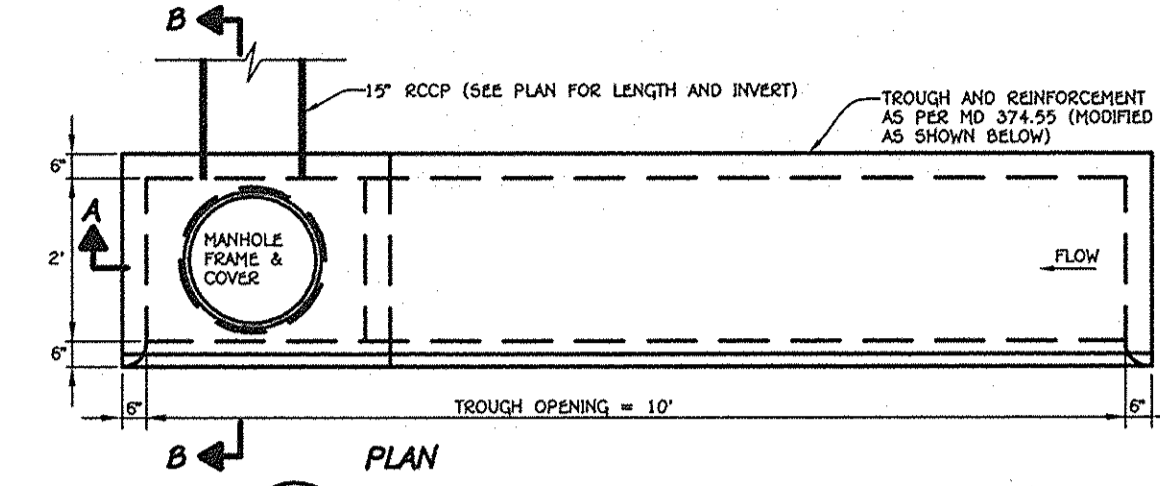 B
15" RCCP (SEE PLAN FOR LENGTH AND INVERT)
TROUGH AND REINFORCEMENT
AS PER MD 374.55 (MODIFIED
AS SHOWN BELOW)
6"
A
2'
MANHOLE
FRAME &
COVER
FLOW
6"
6"
TROUGH OPENING = 10'
6"
B
PLAN